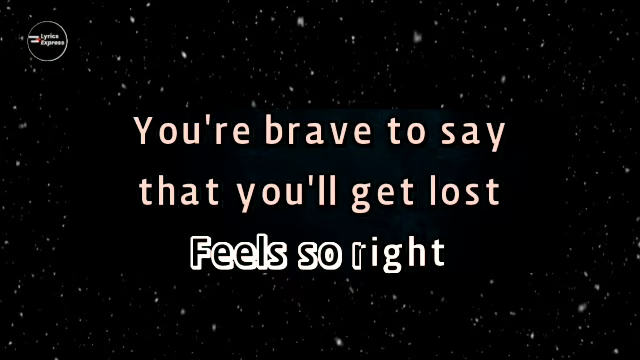 Lyrics
Express
You're brave to say
that you'll get lost
Feels so right